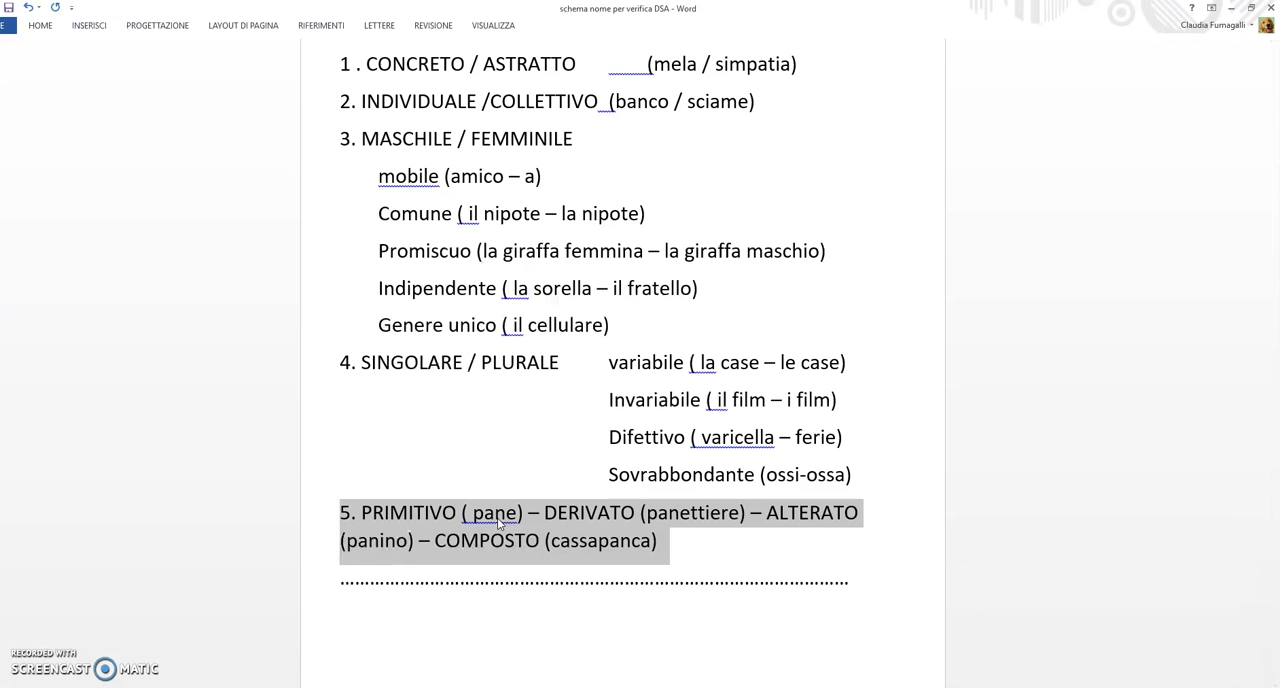 schema nome per verifica DSA - Word
E HOME INSERISCI PROGETTAZIONE LAYOUT DI PAGINA RIFERIMENTI LETTERE REVISIONE VISUALIZZA Claudia Fumagalli
1 . CONCRETO / ASTRATTO (mela / simpatia)
2. INDIVIDUALE /COLLETTIVO (banco / sciame)
3. MASCHILE / FEMMINILE
mobile (amico – a)
Comune ( il nipote – la nipote)
Promiscuo (la giraffa femmina – la giraffa maschio)
Indipendente ( la sorella – il fratello)
Genere unico ( il cellulare)
4. SINGOLARE / PLURALE variabile ( la case – le case)
Invariabile ( il film – i film)
Difettivo ( varicella – ferie)
Sovrabbondante (ossi-ossa)
5. PRIMITIVO ( pane) – DERIVATO (panettiere) – ALTERATO
(panino) – COMPOSTO (cassapanca)
……………………………………………………………………………
RECORDED WITH
SCREENCAST MATIC